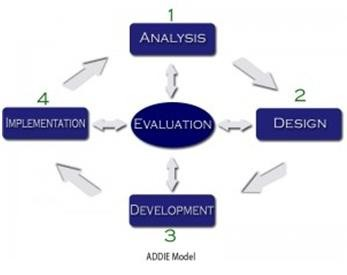 1
ANALYSIS
2
DESIGN
4
IMPLEMENTATION
EVALUATION
DEVELOPMENT
3
ADDIE Model